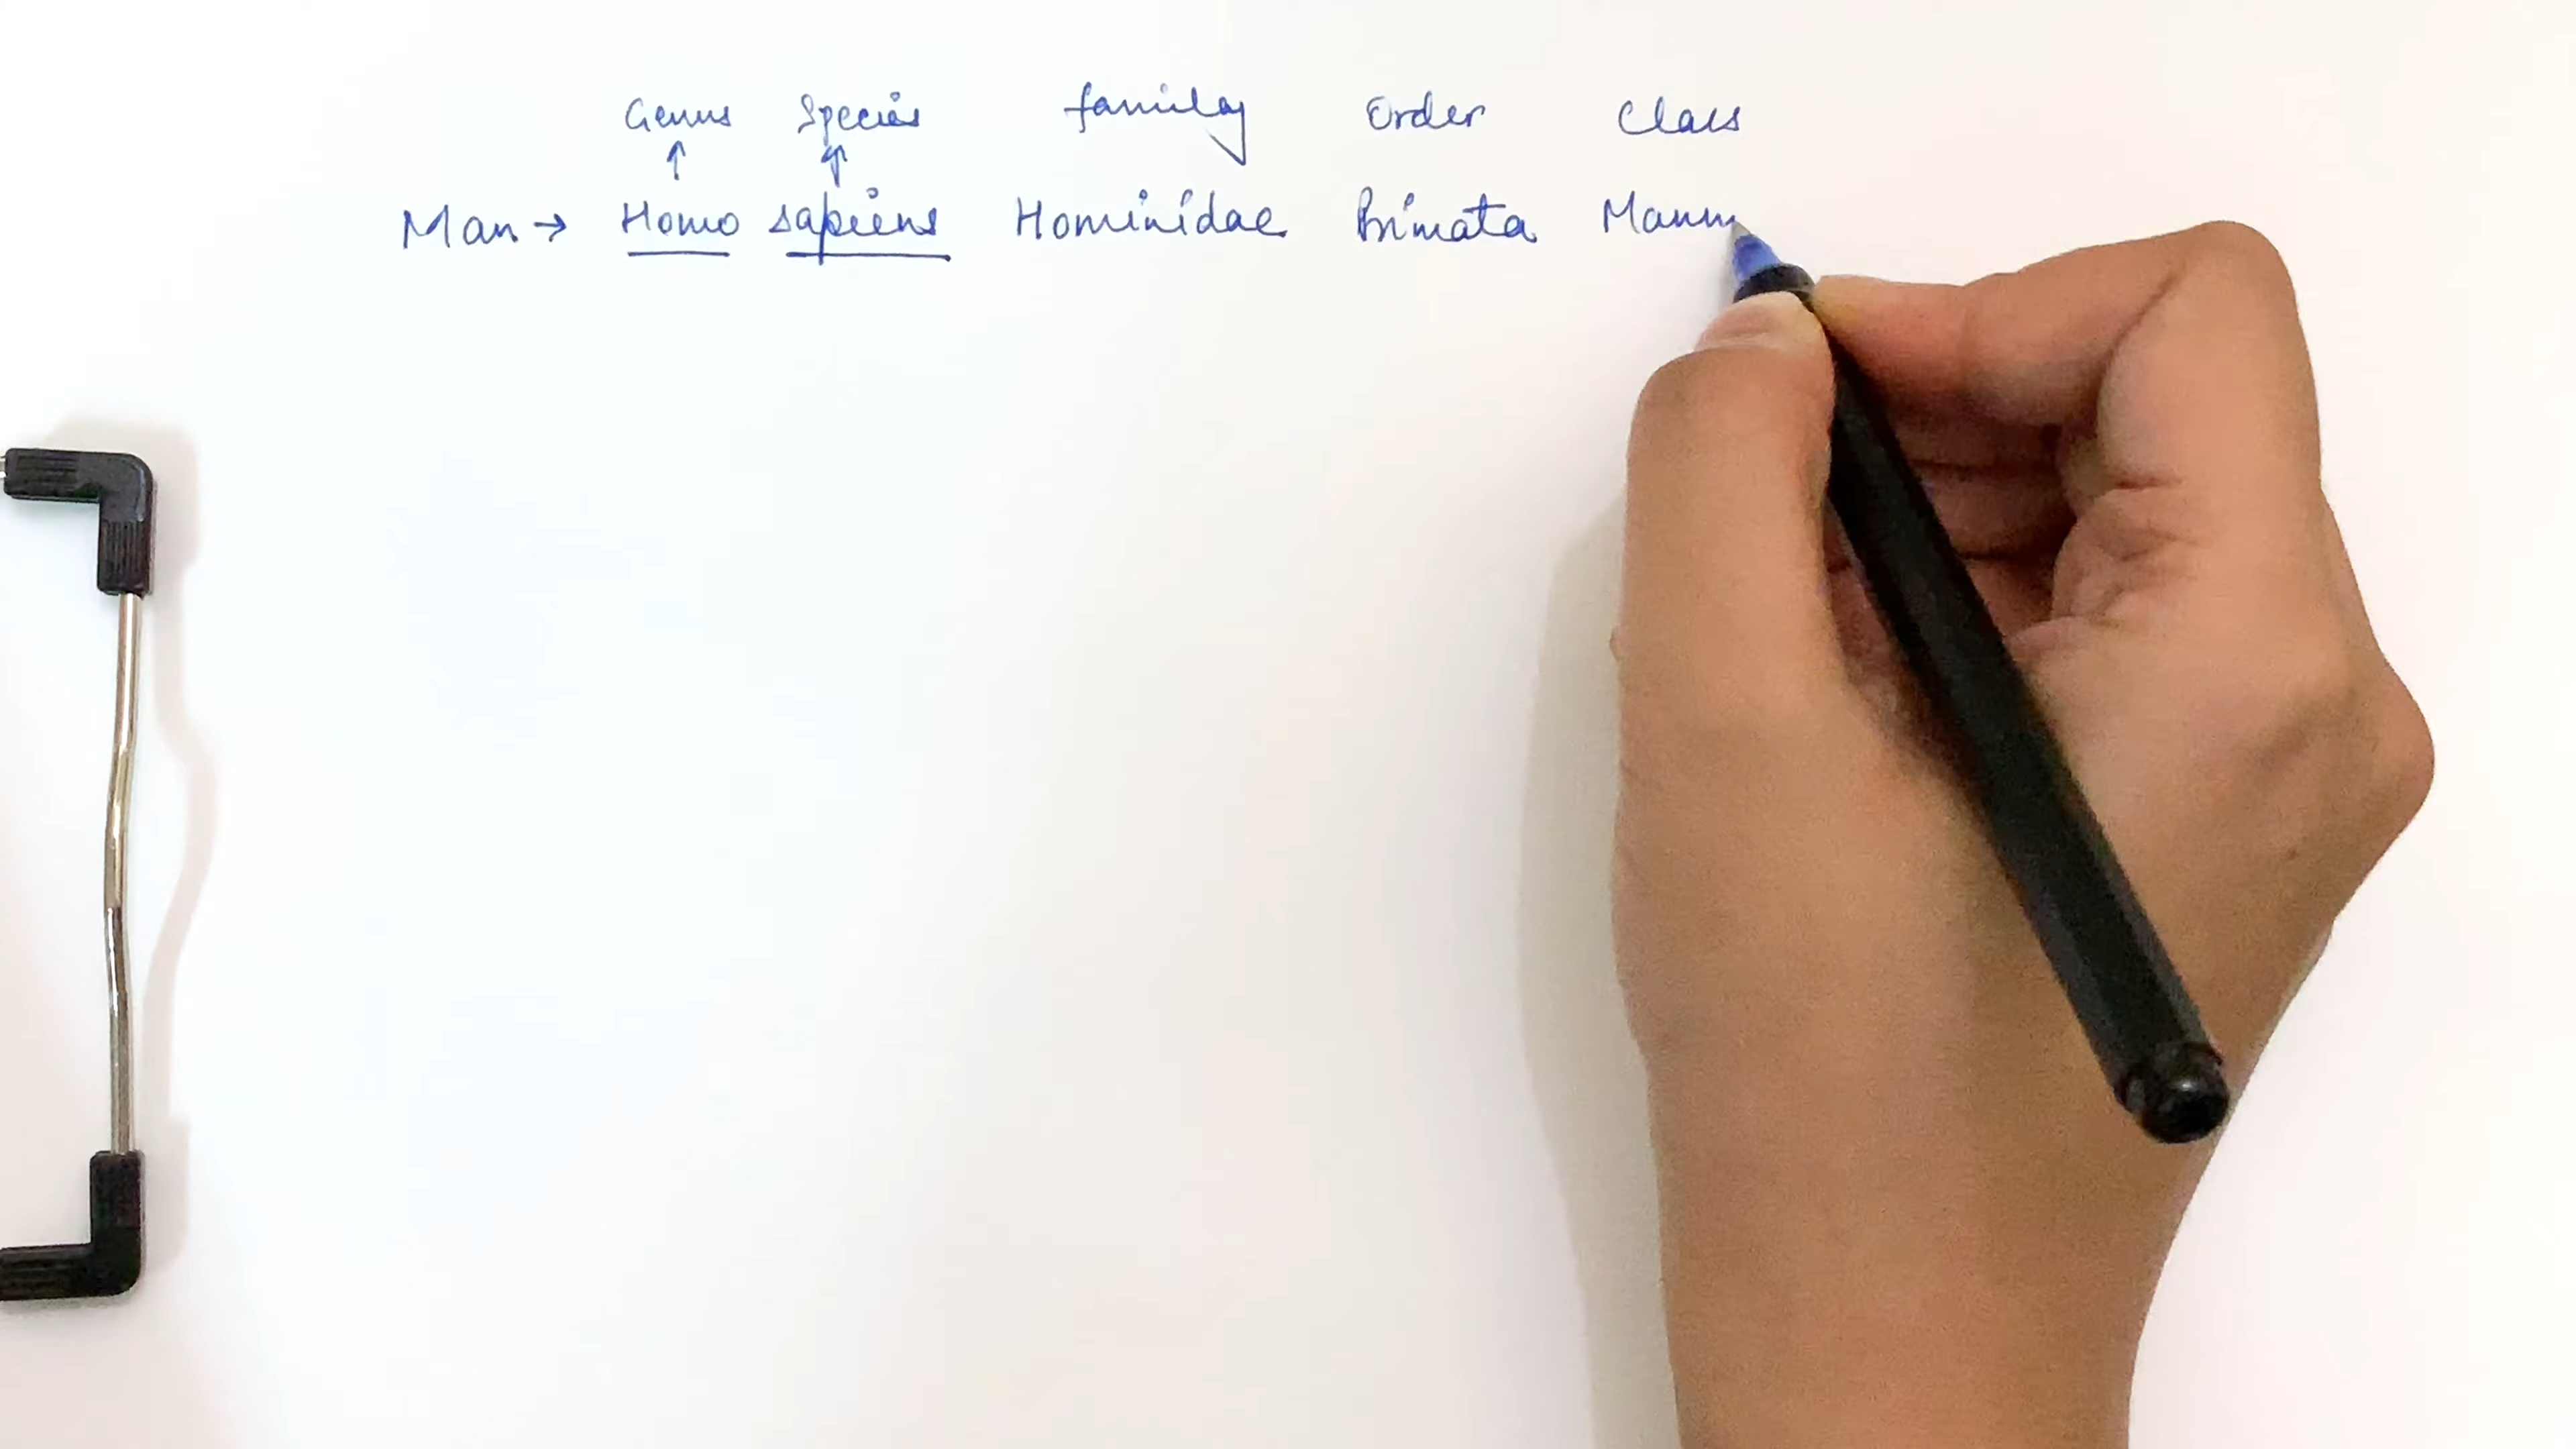 Genus Species family Order Class
↑ ↑
Man → Homo sapiens Hominidae Primata Mamm